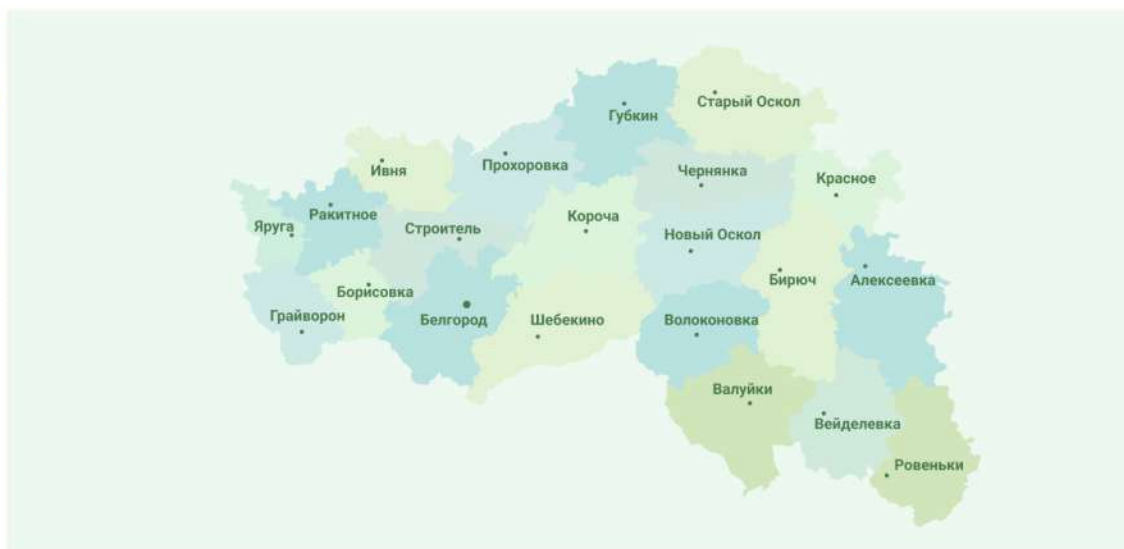 Старый Оскол
Губкин
Прохоровка
Ивня
Чернянка
Красное
Ракитное
Яруга
Строитель
Короча
Новый Оскол
Бирюч
Алексеевка
Борисовка
Грайворон
Белгород
Шебекино
Волоконовка
Валуйки
Вейделевка
Ровеньки